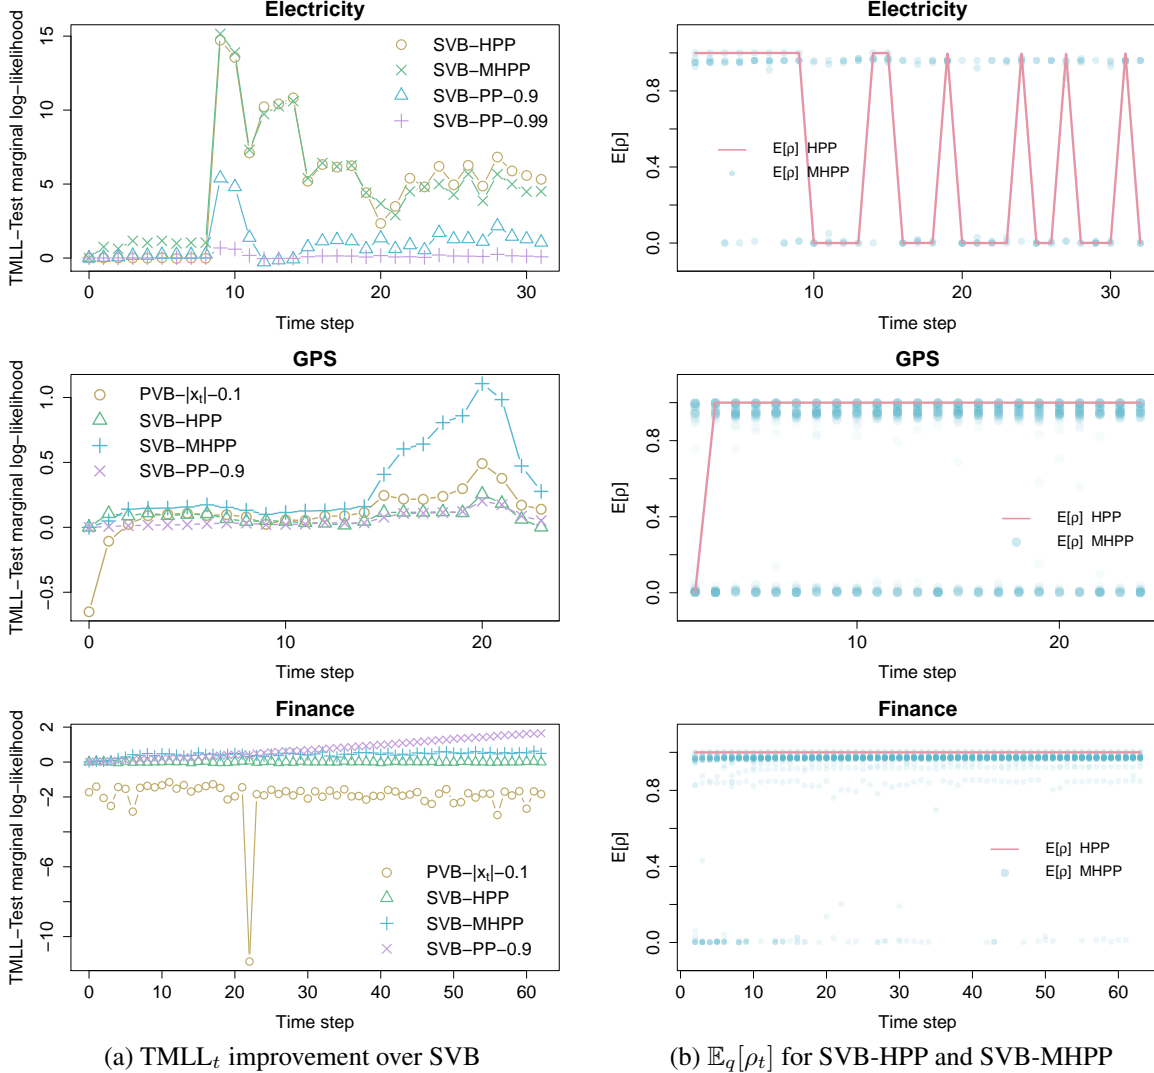 Electricity
TMLL−Test marginal log−likelihood
15
10
5
0
SVB−HPP
SVB−MHPP
SVB−PP−0.9
SVB−PP−0.99
0 10 20 30
Time step
Electricity
E[ρ]
0.8
0.4
0.0
E[ρ] HPP
E[ρ] MHPP
10 20 30
Time step
GPS
TMLL−Test marginal log−likelihood
1.0
0.5
0.0
−0.5
PVB−|xt|−0.1
SVB−HPP
SVB−MHPP
SVB−PP−0.9
0 10 20
Time step
GPS
E[ρ]
0.8
0.4
0.0
E[ρ] HPP
E[ρ] MHPP
10 20
Time step
Finance
TMLL−Test marginal log−likelihood
2
0
−2
−6
−10
PVB−|xt|−0.1
SVB−HPP
SVB−MHPP
SVB−PP−0.9
0 10 20 30 40 50 60
Time step
Finance
E[ρ]
0.8
0.4
0.0
E[ρ] HPP
E[ρ] MHPP
0 10 20 30 40 50 60
Time step
(a) TMLLt improvement over SVB
(b) 𝔼q[ρt] for SVB-HPP and SVB-MHPP